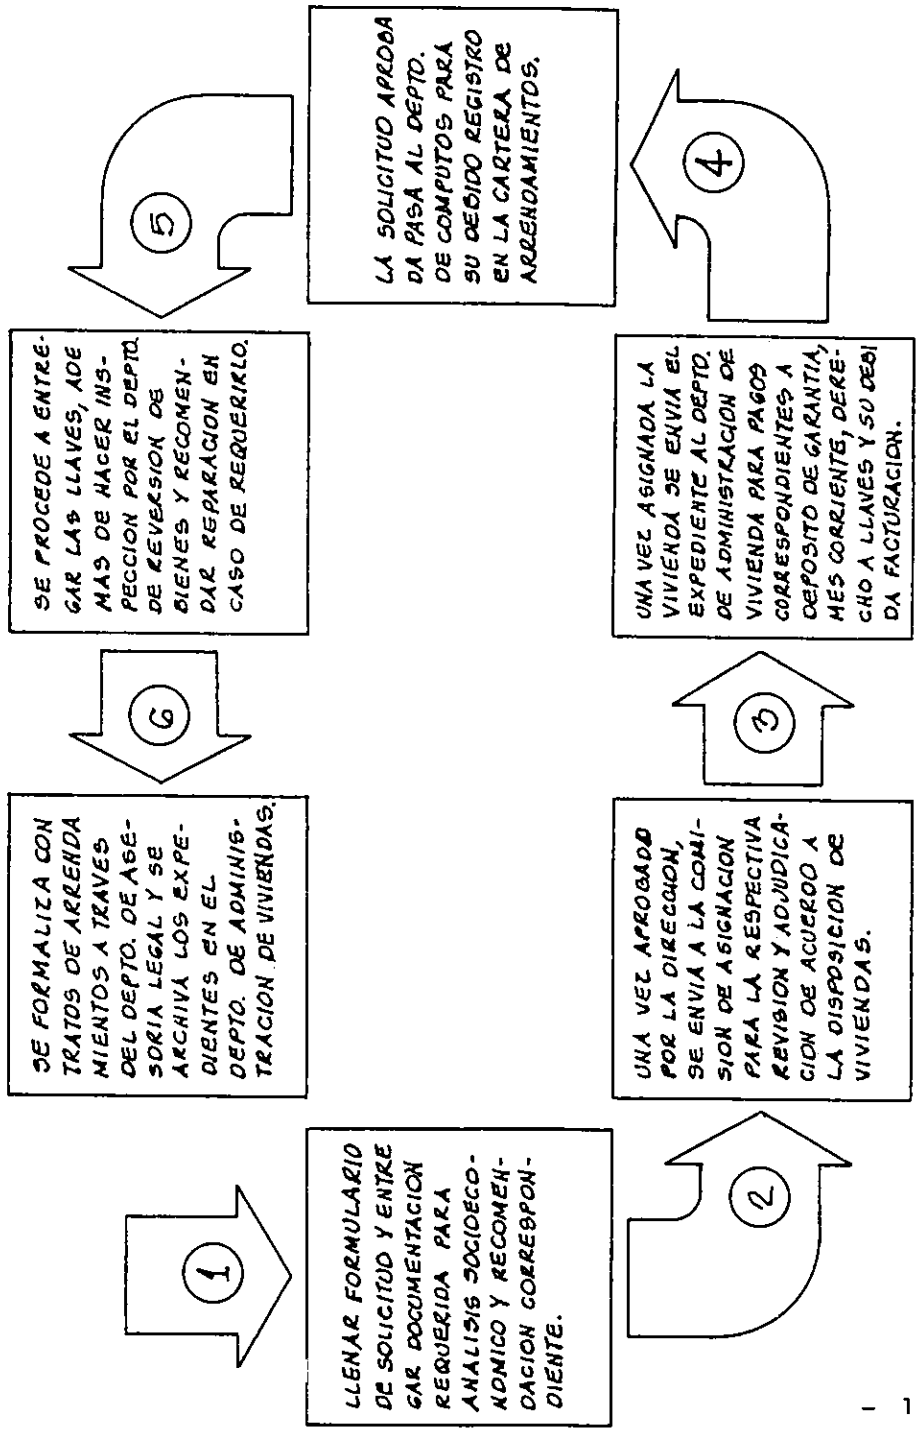 1
LLENAR FORMULARIO
DE SOLICITUD Y ENTRE
GAR DOCUMENTACION
REQUERIDA PARA
ANALISIS SOCIOECO-
NOMICO Y RECOMEN-
DACION CORRESPON-
DIENTE.
2
UNA VEZ APROBADO
POR LA DIRECCION,
SE ENVIA A LA COMI-
SION DE ASIGNACION
PARA LA RESPECTIVA
REVISION Y ADJUDICA-
CION DE ACUERDO A
LA DISPOSICION DE
VIVIENDAS.
3
UNA VEZ ASIGNADA LA
VIVIENDA SE ENVIA EL
EXPEDIENTE AL DEPTO.
DE ADMINISTRACION DE
VIVIENDA PARA PAGOS
CORRESPONDIENTES A
DEPOSITO DE GARANTIA,
MES CORRIENTE, DERE-
CHO A LLAVES Y SU DEBI
DA FACTURACION.
4
LA SOLICITUD APROBA
DA PASA AL DEPTO.
DE COMPUTOS PARA
SU DEBIDO REGISTRO
EN LA CARTERA DE
ARRENDAMIENTOS.
5
SE PROCEDE A ENTRE-
GAR LAS LLAVES, ADE
MAS DE HACER INS-
PECCION POR EL DEPTO.
DE REVERSION DE
BIENES Y RECOMEN-
DAR REPARACION EN
CASO DE REQUERIRLO.
6
SE FORMALIZA CON
TRATOS DE ARRENDA
MIENTOS A TRAVES
DEL DEPTO. DE ASE-
SORIA LEGAL Y SE
ARCHIVA LOS EXPE-
DIENTES EN EL
DEPTO. DE ADMINIS-
TRACION DE VIVIENDAS.
- 1